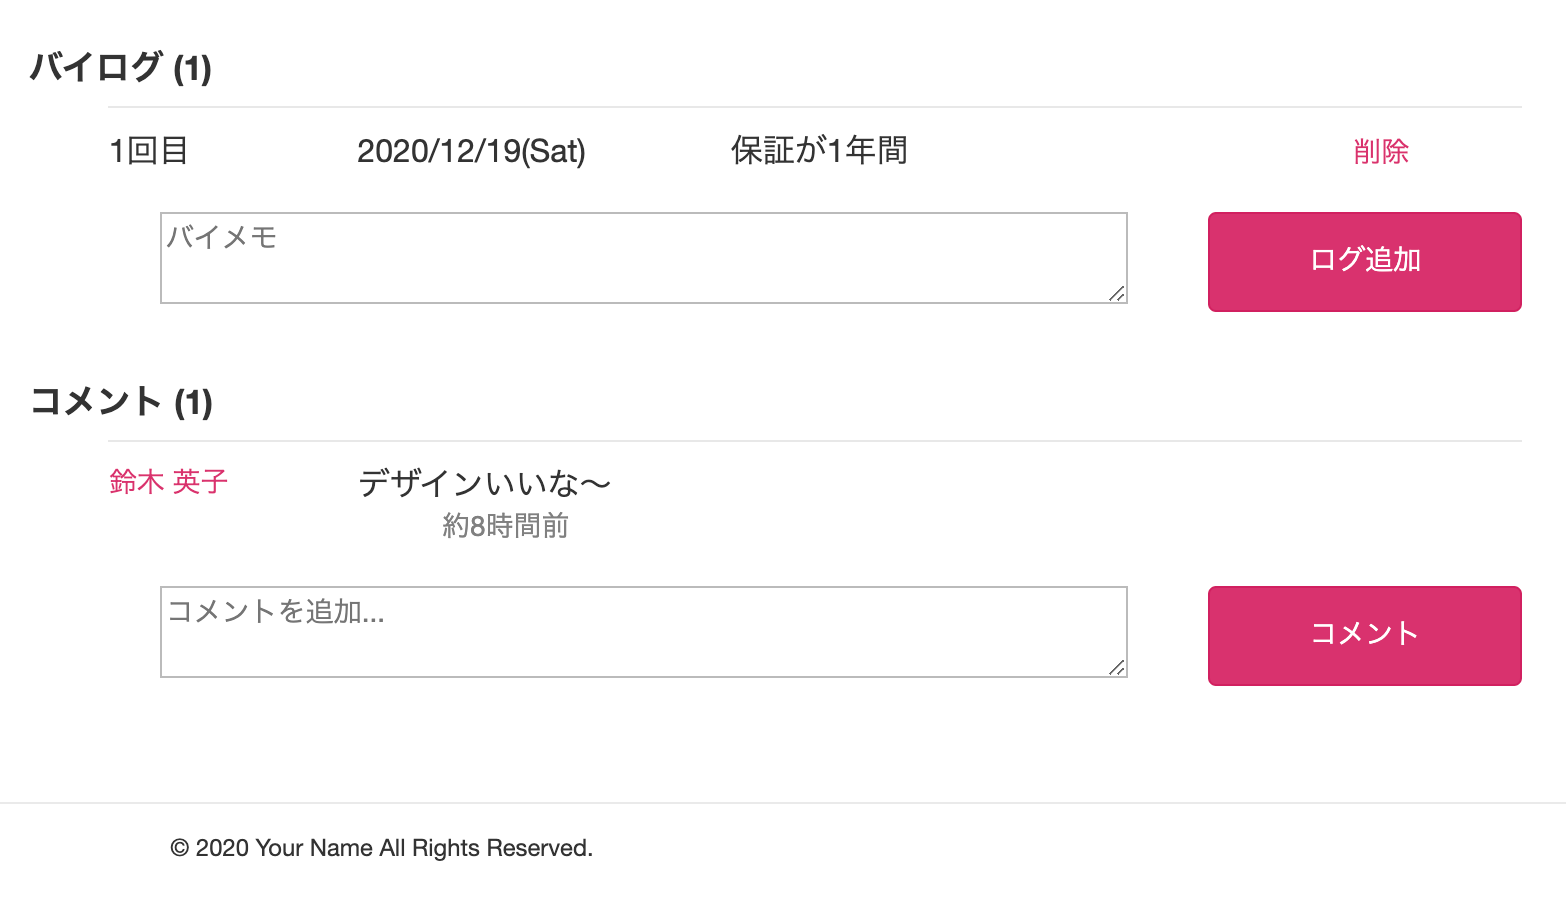 バイログ (1)
1回目 2020/12/19(Sat) 保証が1年間 削除
バイメモ ログ追加
コメント (1)
鈴木 英子 デザインいいな〜
約8時間前
コメントを追加... コメント
© 2020 Your Name All Rights Reserved.